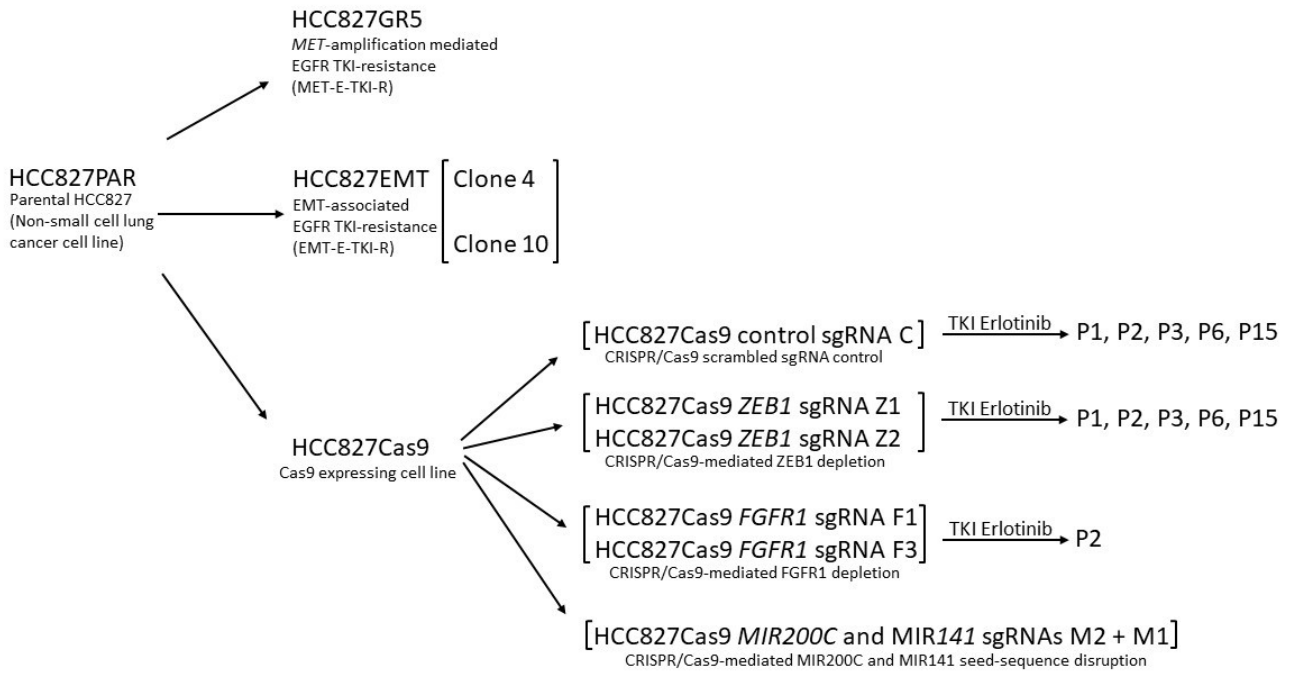 HCC827GR5
MET-amplification mediated
EGFR TKI-resistance
(MET-E-TKI-R)
HCC827PAR
Parental HCC827
(Non-small cell lung
cancer cell line)
HCC827EMT
EMT-associated
EGFR TKI-resistance
(EMT-E-TKI-R)
Clone 4
Clone 10
HCC827Cas9
Cas9 expressing cell line
[HCC827Cas9 control sgRNA C]
CRISPR/Cas9 scrambled sgRNA control
TKI Erlotinib
P1, P2, P3, P6, P15
HCC827Cas9 ZEB1 sgRNA Z1
HCC827Cas9 ZEB1 sgRNA Z2
CRISPR/Cas9-mediated ZEB1 depletion
TKI Erlotinib
P1, P2, P3, P6, P15
HCC827Cas9 FGFR1 sgRNA F1
HCC827Cas9 FGFR1 sgRNA F3
CRISPR/Cas9-mediated FGFR1 depletion
TKI Erlotinib
P2
[HCC827Cas9 MIR200C and MIR141 sgRNAs M2 + M1]
CRISPR/Cas9-mediated MIR200C and MIR141 seed-sequence disruption